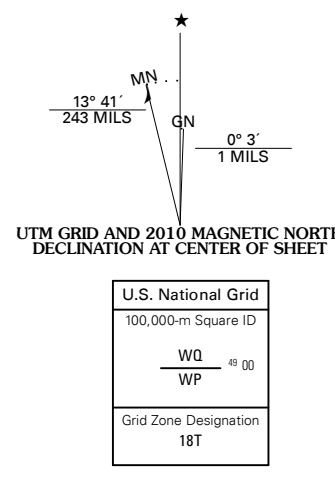 ★
MN
13° 41´
243 MILS
GN
0° 3´
1 MILS
UTM GRID AND 2010 MAGNETIC NORTH
DECLINATION AT CENTER OF SHEET
U.S. National Grid
100,000-m Square ID
WQ
49 00
WP
Grid Zone Designation
18T